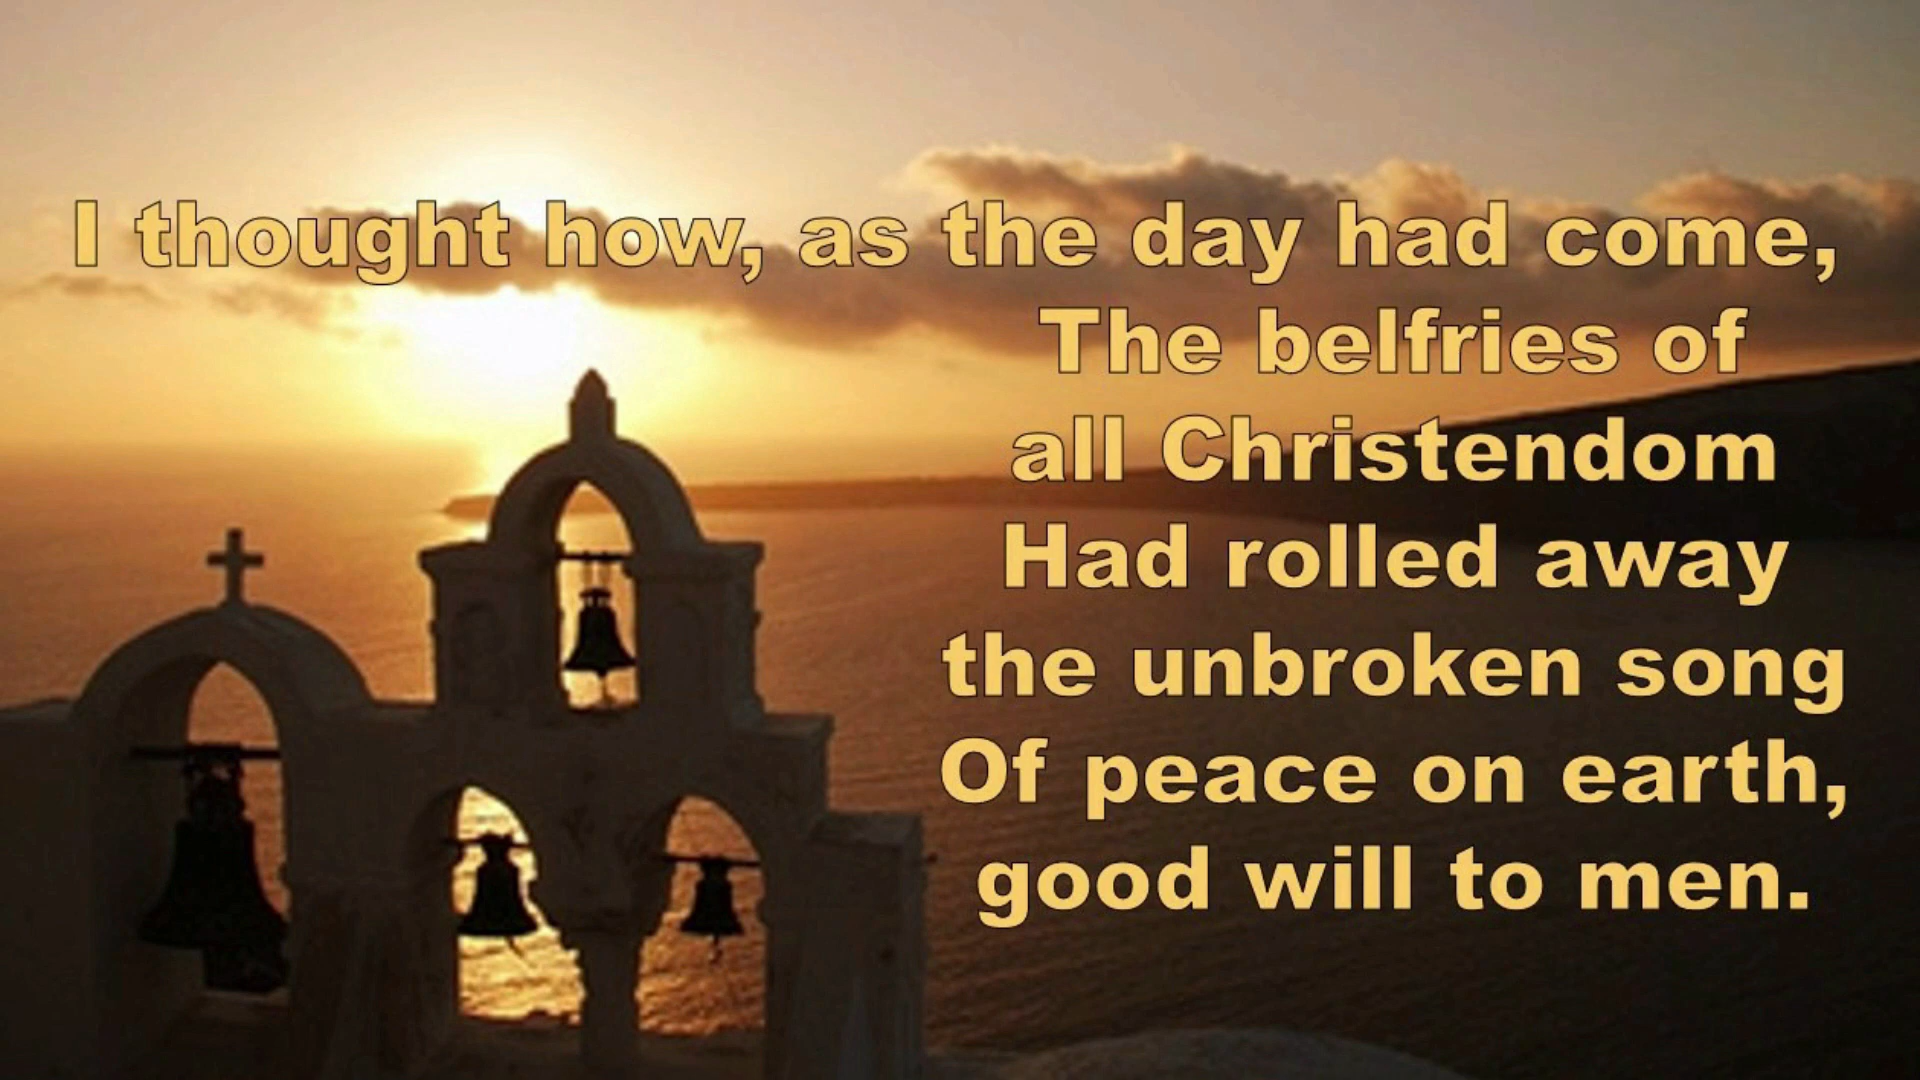 I thought how, as the day had come,
The belfries of
all Christendom
Had rolled away
the unbroken song
Of peace on earth,
good will to men.